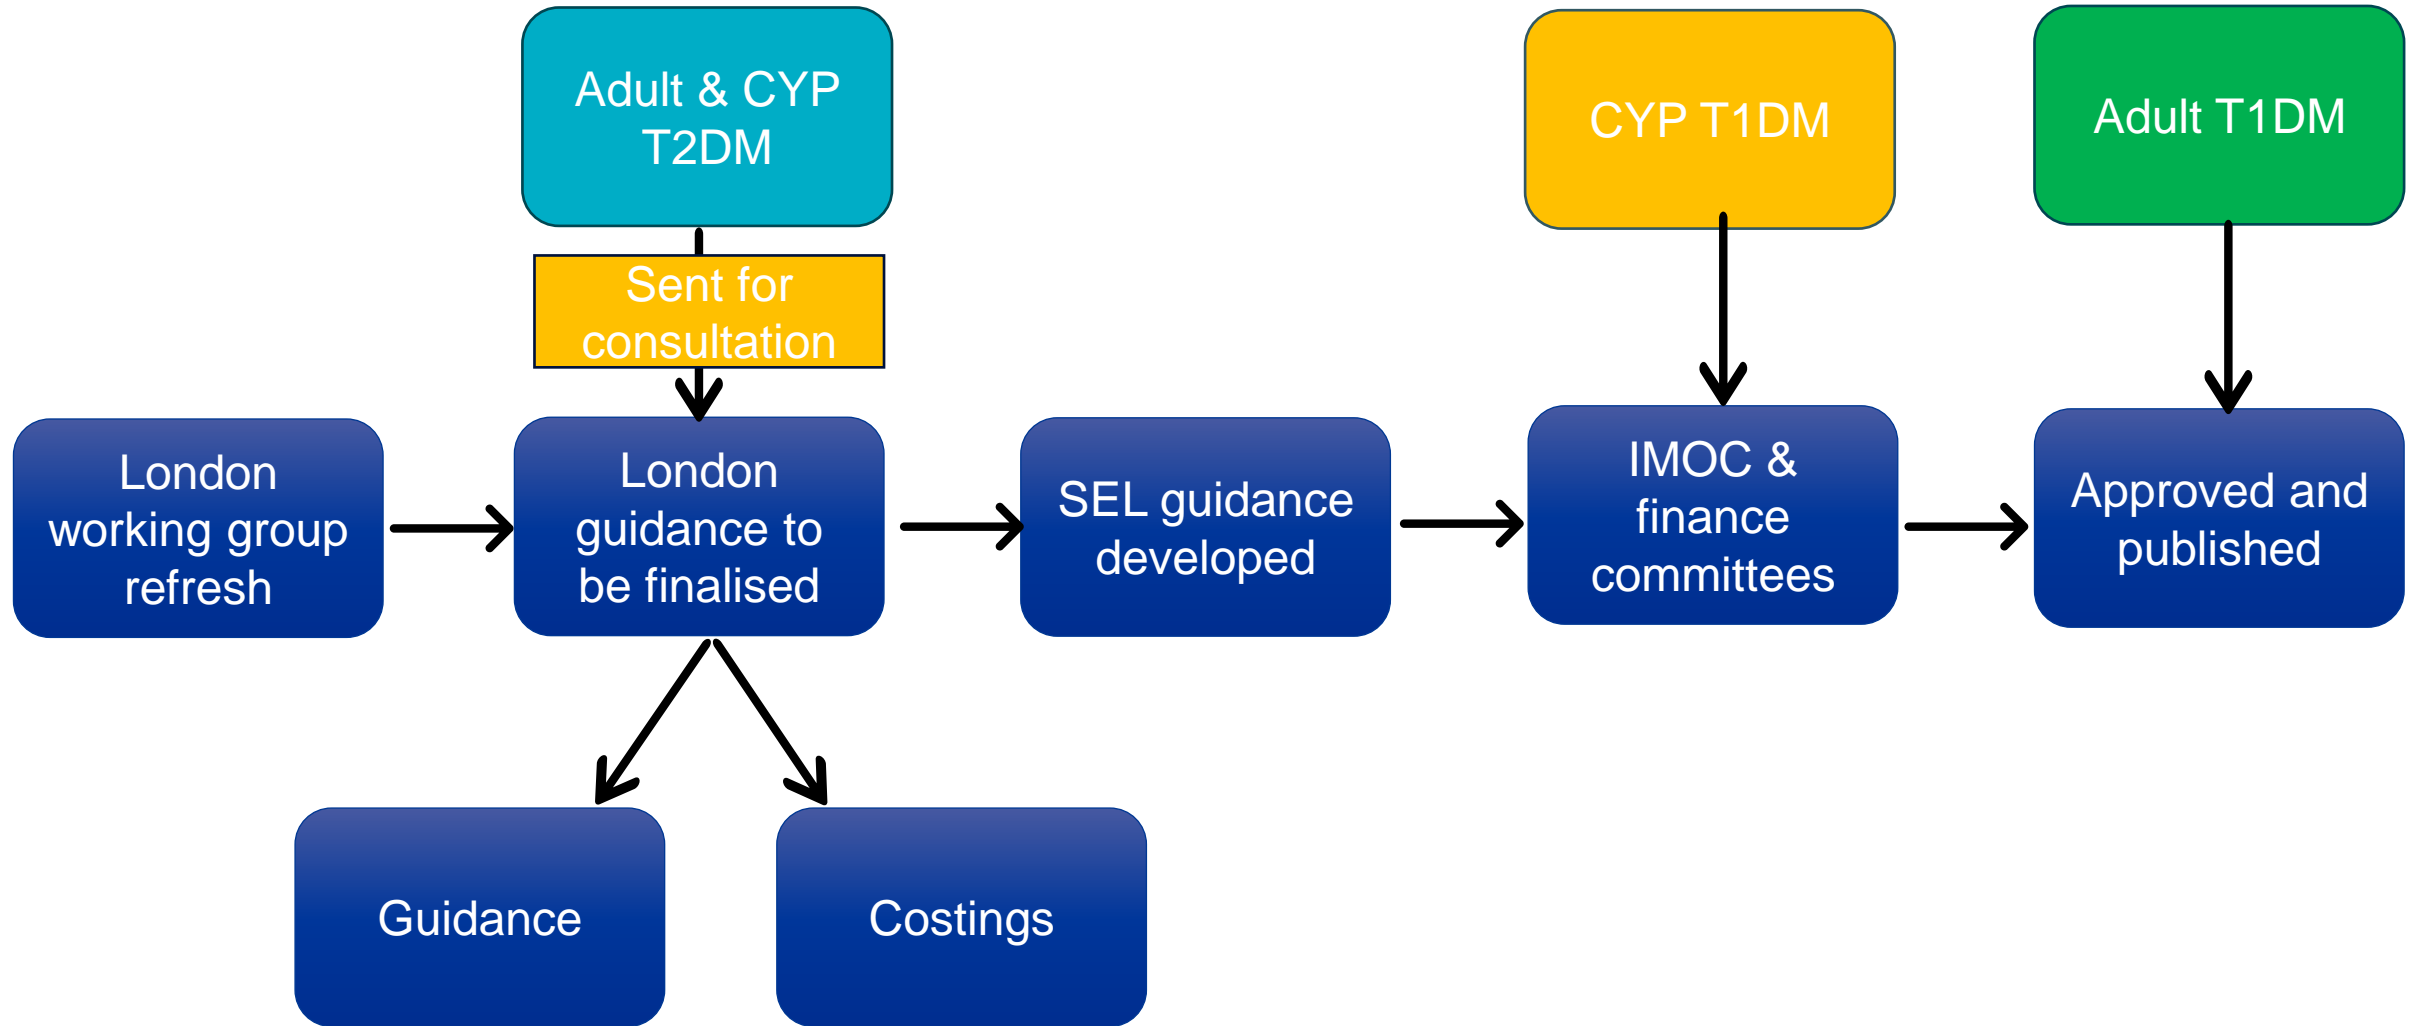 Adult & CYP
T2DM
CYP T1DM
Adult T1DM
Sent for
consultation
London
working group
refresh
London
guidance to
be finalised
SEL guidance
developed
IMOC &
finance
committees
Approved and
published
Guidance
Costings